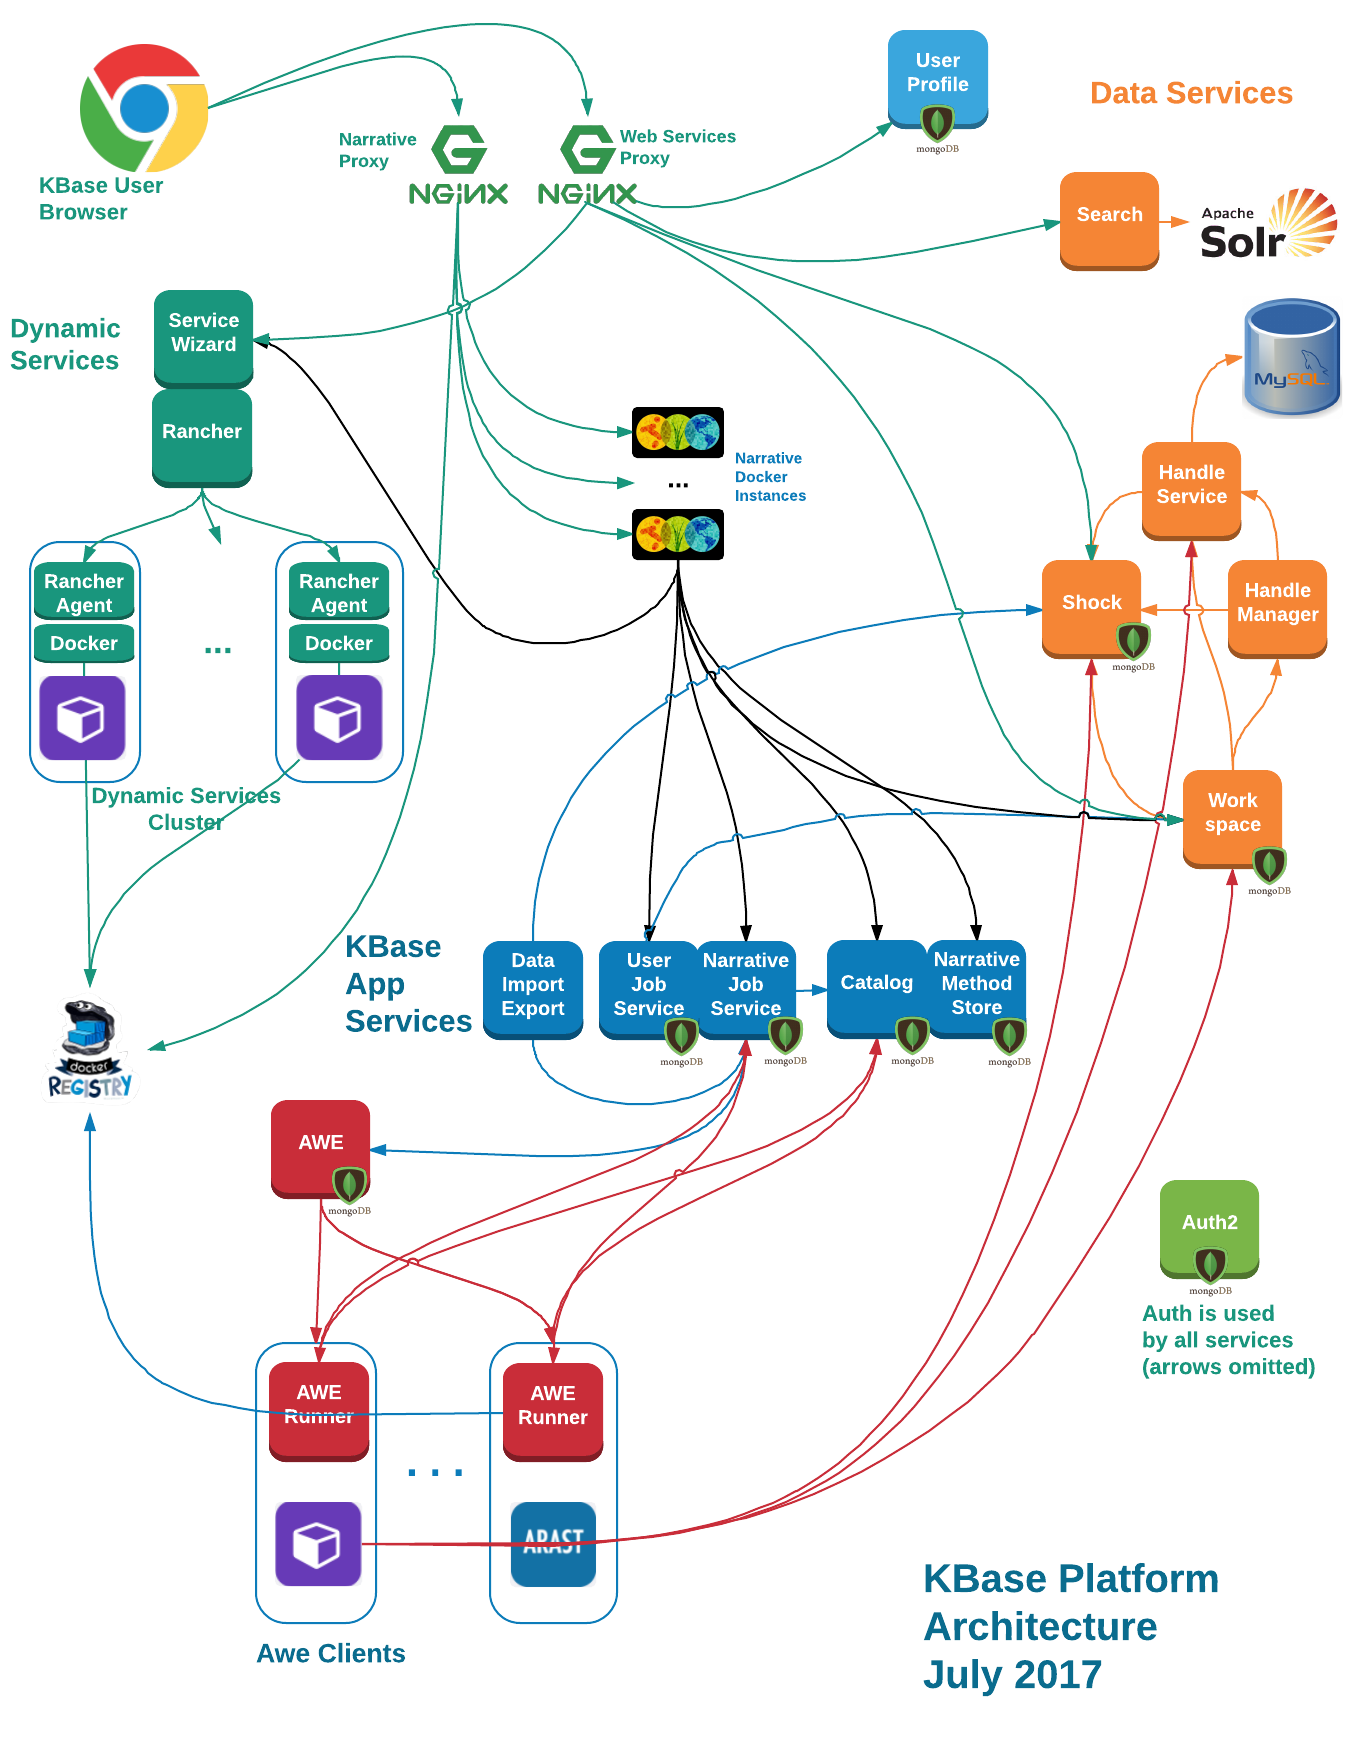 User
Profile
mongoDB
Data Services
Narrative
Proxy
NGiNX
Web Services
Proxy
NGiNX
KBase User
Browser
Search
Apache
Solr
Dynamic
Services
Service
Wizard
Rancher
MySQL
Narrative
Docker
Instances
...
Handle
Service
Rancher
Agent
Docker
...
Rancher
Agent
Docker
Shock
mongoDB
Handle
Manager
Dynamic Services
Cluster
Work
space
mongoDB
KBase
App
Services
Data
Import
Export
User
Job
Service
mongoDB
Narrative
Job
Service
mongoDB
Catalog
mongoDB
Narrative
Method
Store
mongoDB
docker
REGISTRY
AWE
mongoDB
Auth2
mongoDB
Auth is used
by all services
(arrows omitted)
AWE
Runner
AWE
Runner
. . .
ARAST
Awe Clients
KBase Platform
Architecture
July 2017